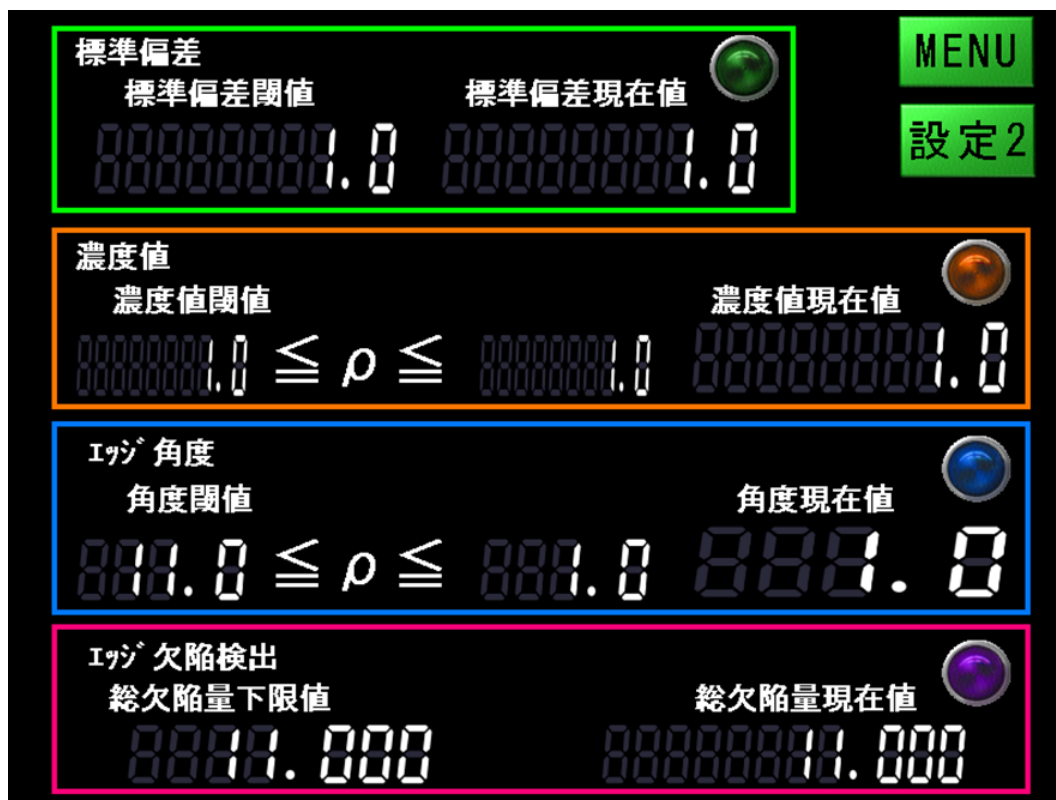 標準偏差
MENU
標準偏差閾値 標準偏差現在値
1.0 1.0
設定2
濃度値
濃度値閾値 濃度値現在値
1.0 ≦ ρ ≦ 1.0 1.0
ｴｯｼﾞ角度
角度閾値 角度現在値
11.0 ≦ ρ ≦ 1.0 1.0
ｴｯｼﾞ欠陥検出
総欠陥量下限値 総欠陥量現在値
11.000 11.000